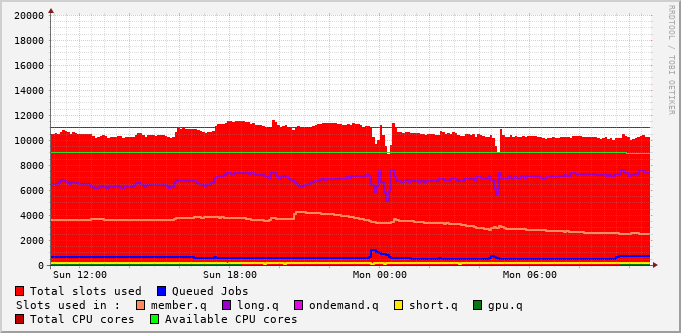 RRDTOOL / TOBI OETIKER
20000
18000
16000
14000
12000
10000
8000
6000
4000
2000
0
Sun 12:00 Sun 18:00 Mon 00:00 Mon 06:00
Total slots used Queued Jobs
Slots used in : member.q long.q ondemand.q short.q gpu.q
Total CPU cores Available CPU cores